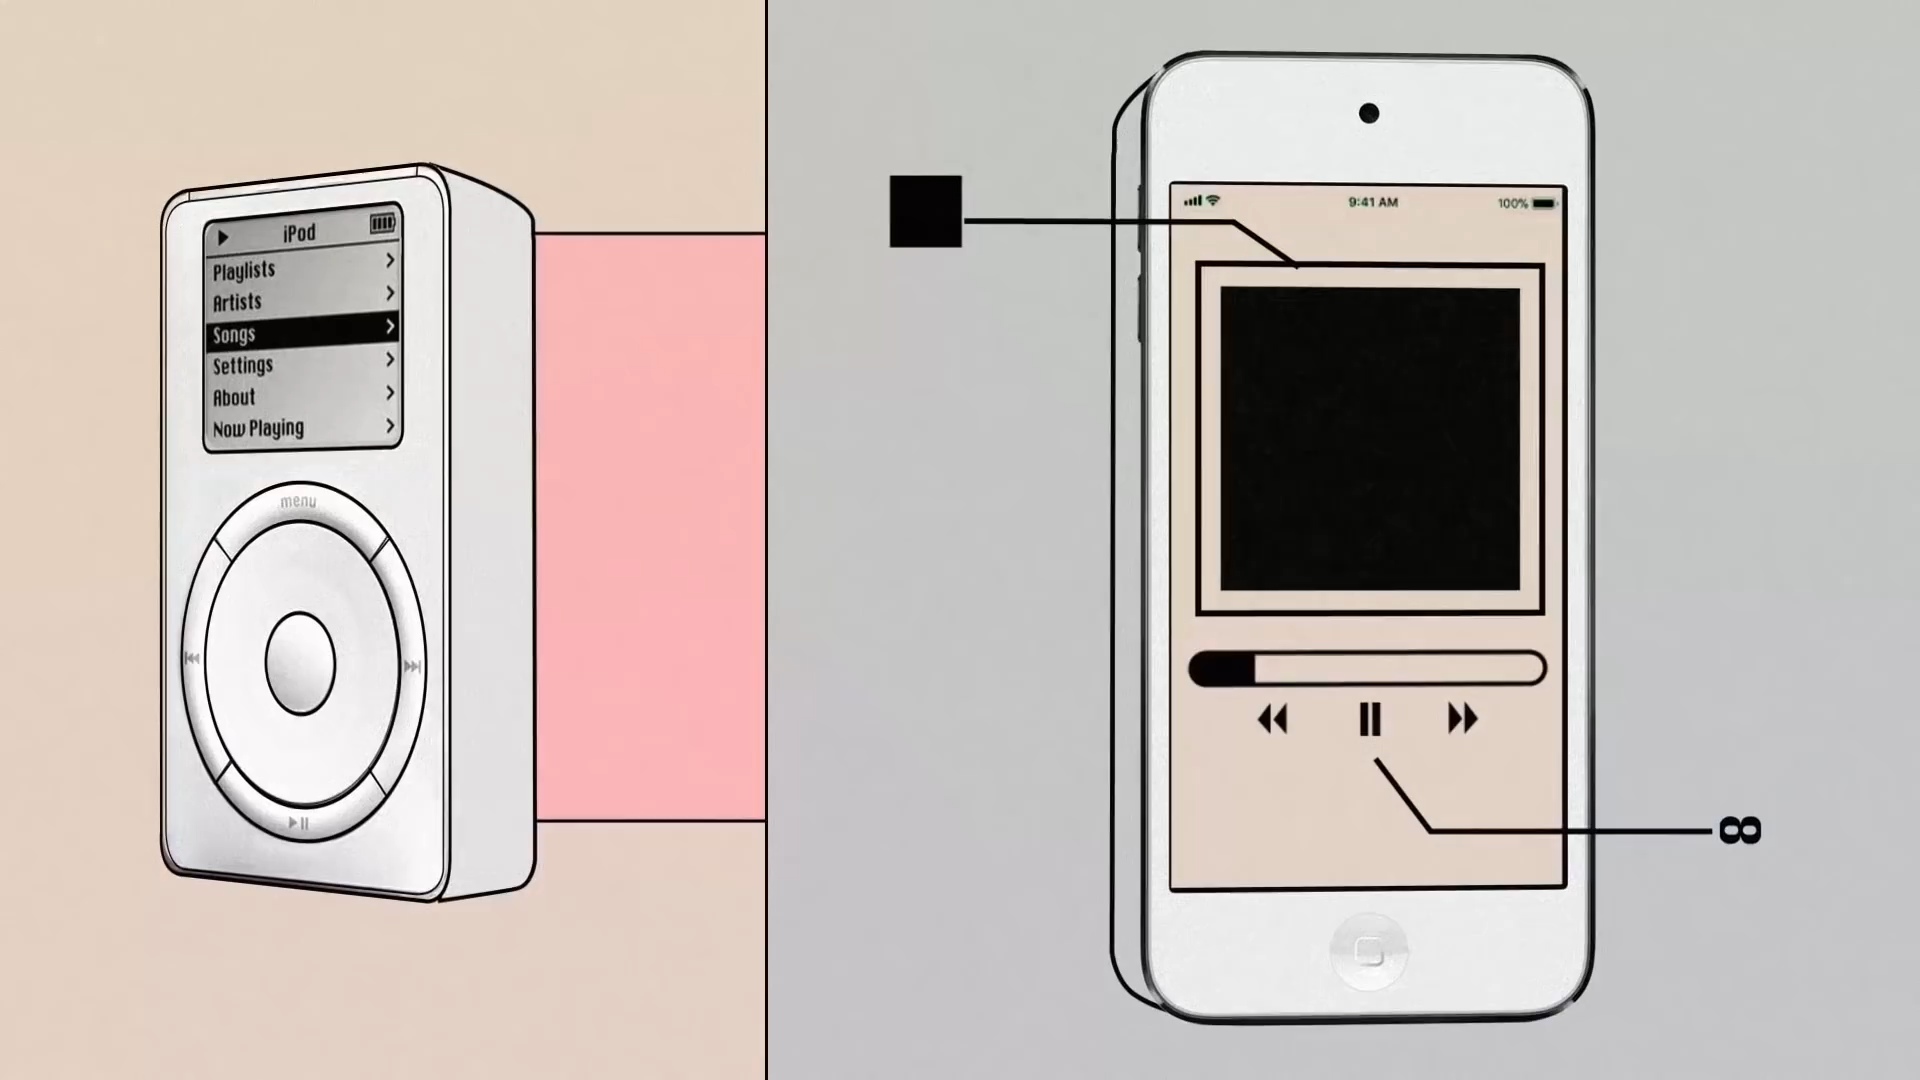 iPod
Playlists
Artists
Songs
Settings
About
Now Playing
menu
9:41 AM
100%
8